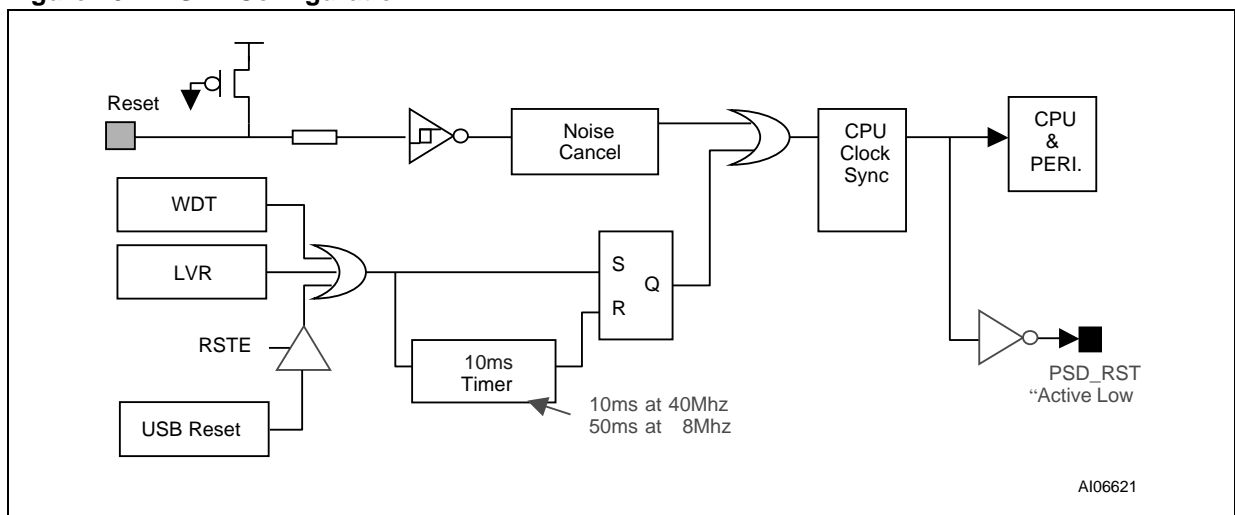 Reset
Noise
Cancel
CPU
Clock
Sync
CPU
&
PERI.
WDT
LVR
S
Q
R
RSTE
10ms
Timer
10ms at 40Mhz
50ms at 8Mhz
PSD_RST
“Active Low
USB Reset
AI06621